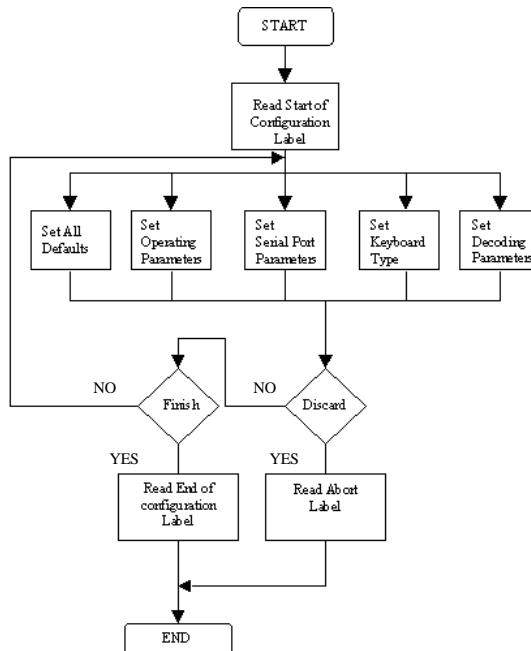 START
Read Start of
Configuration
Label
Set All
Defaults
Set
Operating
Parameters
Set
Serial Port
Parameters
Set
Keyboard
Type
Set
Decoding
Parameters
NO
Finish
NO
Discard
YES
YES
Read End of
configuration
Label
Read Abort
Label
END